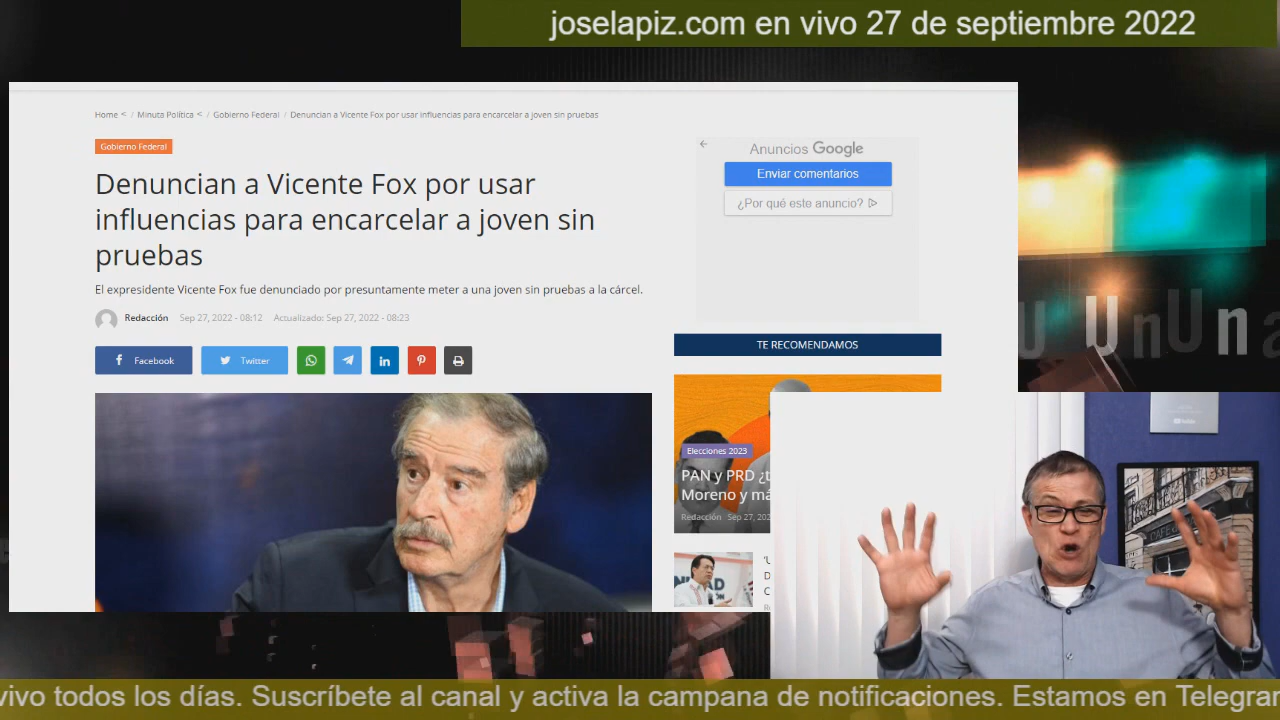 joselapiz.com en vivo 27 de septiembre 2022
Home < / Minuta Política < / Gobierno Federal / Denuncian a Vicente Fox por usar influencias para encarcelar a joven sin pruebas
Gobierno Federal
Denuncian a Vicente Fox por usar
influencias para encarcelar a joven sin
pruebas
El expresidente Vicente Fox fue denunciado por presuntamente meter a una joven sin pruebas a la cárcel.
Redacción Sep 27, 2022 - 08:12 Actualizado: Sep 27, 2022 - 08:23
Facebook
Twitter
Anuncios Google
Enviar comentarios
¿Por qué este anuncio?
TE RECOMENDAMOS
Elecciones 2023
PAN y PRD
Moreno y
Redacción Sep 27, 202
U UnUna
vivo todos los días. Suscríbete al canal y activa la campana de notificaciones. Estamos en Telegram